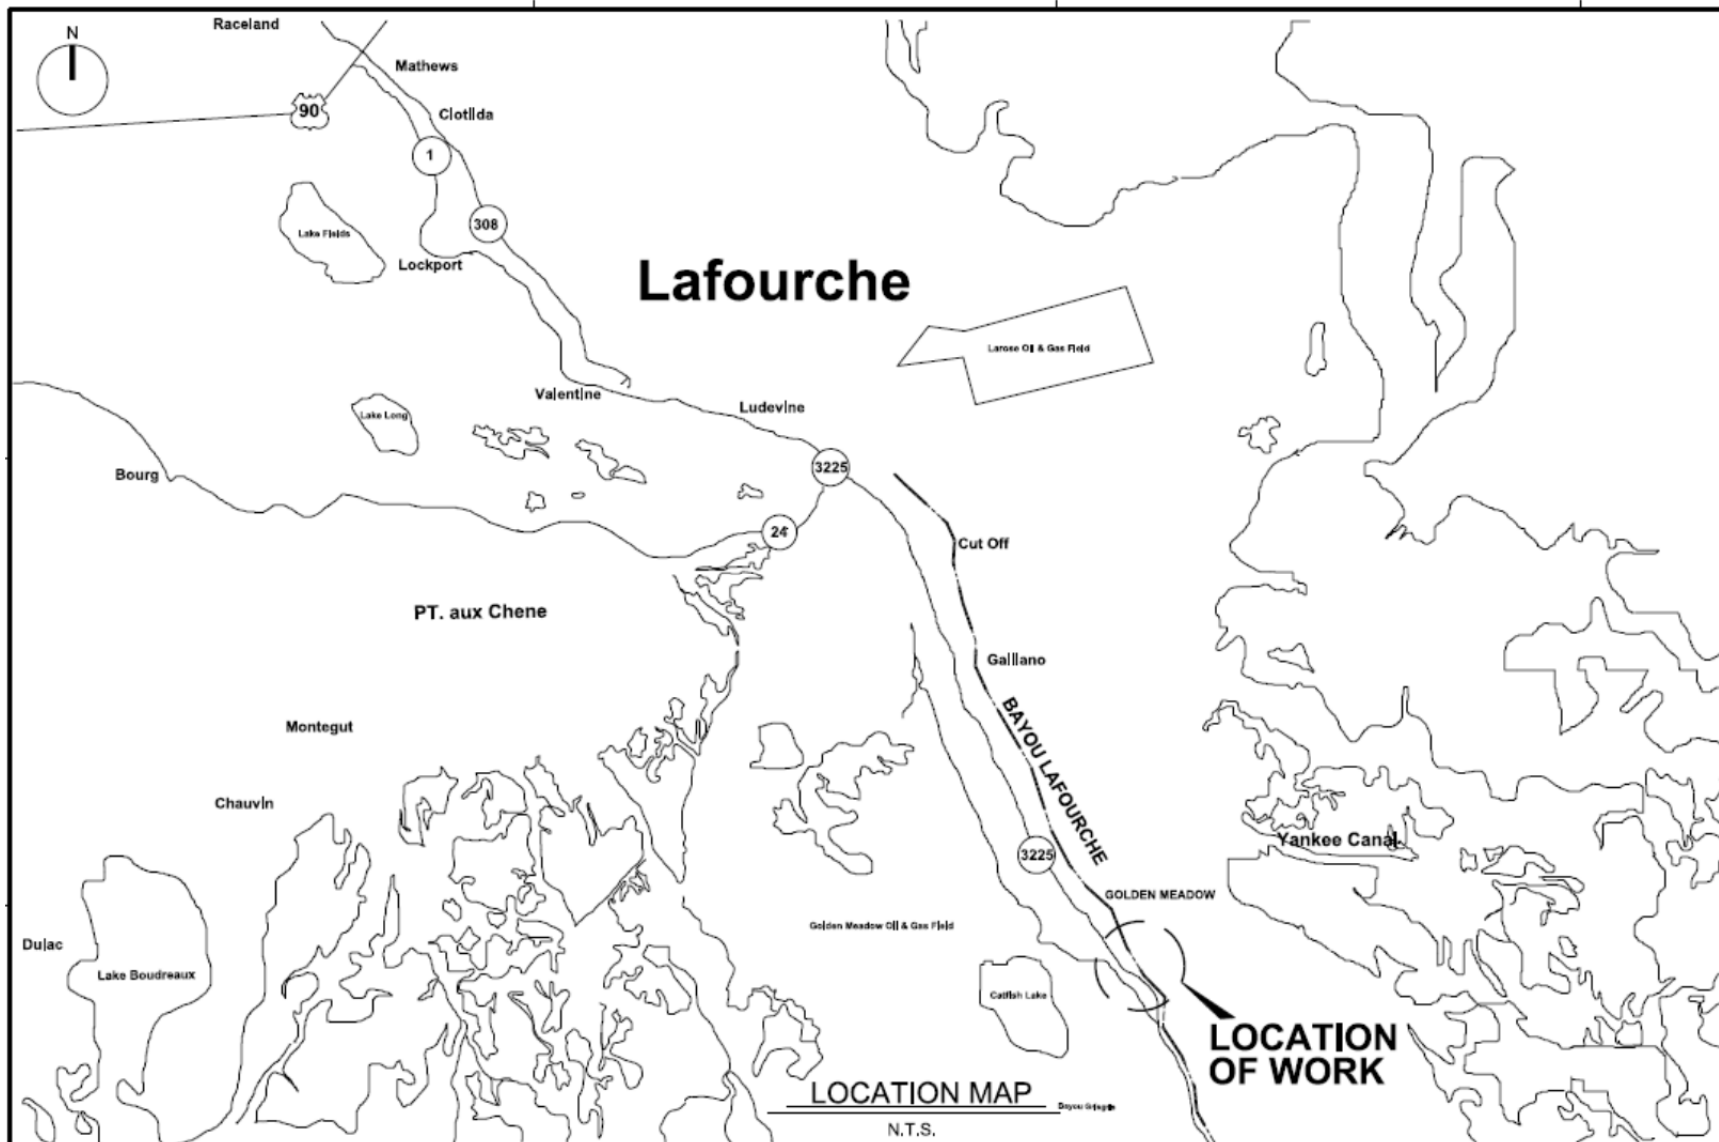 Raceland
N
Mathews
90
Clotilda
1
308
Lake Fields
Lockport
Lafourche
Larose Oil & Gas Field
Valentine
Ludevine
Lake Long
3225
Bourg
24
Cut Off
PT. aux Chene
Galliano
BAYOU LAFOURCHE
Montegut
Chauvin
Yankee Canal
3225
GOLDEN MEADOW
Golden Meadow Oil & Gas Field
Dulac
Lake Boudreaux
Catfish Lake
LOCATION
OF WORK
LOCATION MAP
Bayou
N.T.S.